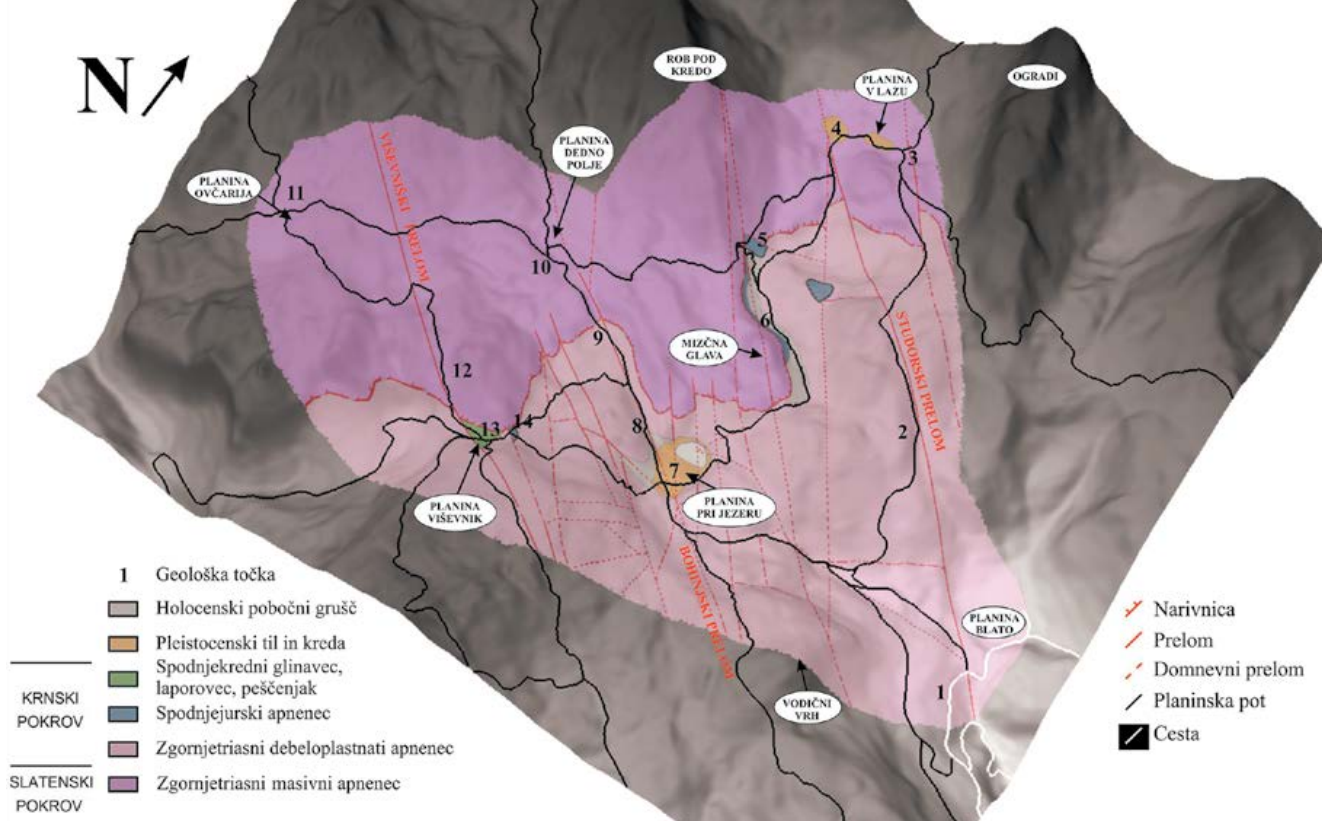 N
ROB POD
KREDO
OGRADI
PLANINA
V LAZU
PLANINA
DEDNO
POLJE
PLANINA
OVČARIJA
VIŠEVNIŠKI PRELOM
MIZČNA
GLAVA
STUDORSKI PRELOM
PLANINA
VIŠEVNIK
PLANINA
PRI JEZERU
BOHINJSKI PRELOM
VODIČNI
VRH
PLANINA
BLATO
4
3
11
5
10
6
9
12
13
14
8
2
7
1
1 Geološka točka
Holocenski pobočni grušč
Pleistocenski til in kreda
Spodnjekredni glinavec,
laporovec, peščenjak
Spodnjejurski apnenec
Zgornjetriasni debeloplastnati apnenec
Zgornjetriasni masivni apnenec
KRNSKI
POKROV
SLATENSKI
POKROV
Narivnica
Prelom
Domnevni prelom
Planinska pot
Cesta